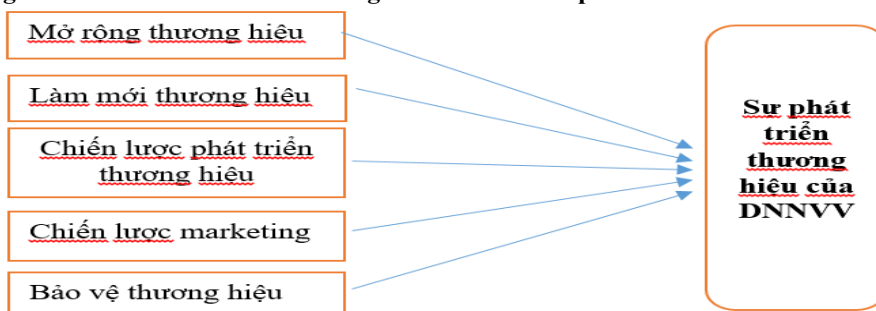 Mở rộng thương hiệu
Làm mới thương hiệu
Chiến lược phát triển
thương hiệu
Chiến lược marketing
Bảo vệ thương hiệu
Sự phát
triển
thương
hiệu của
DNNVV